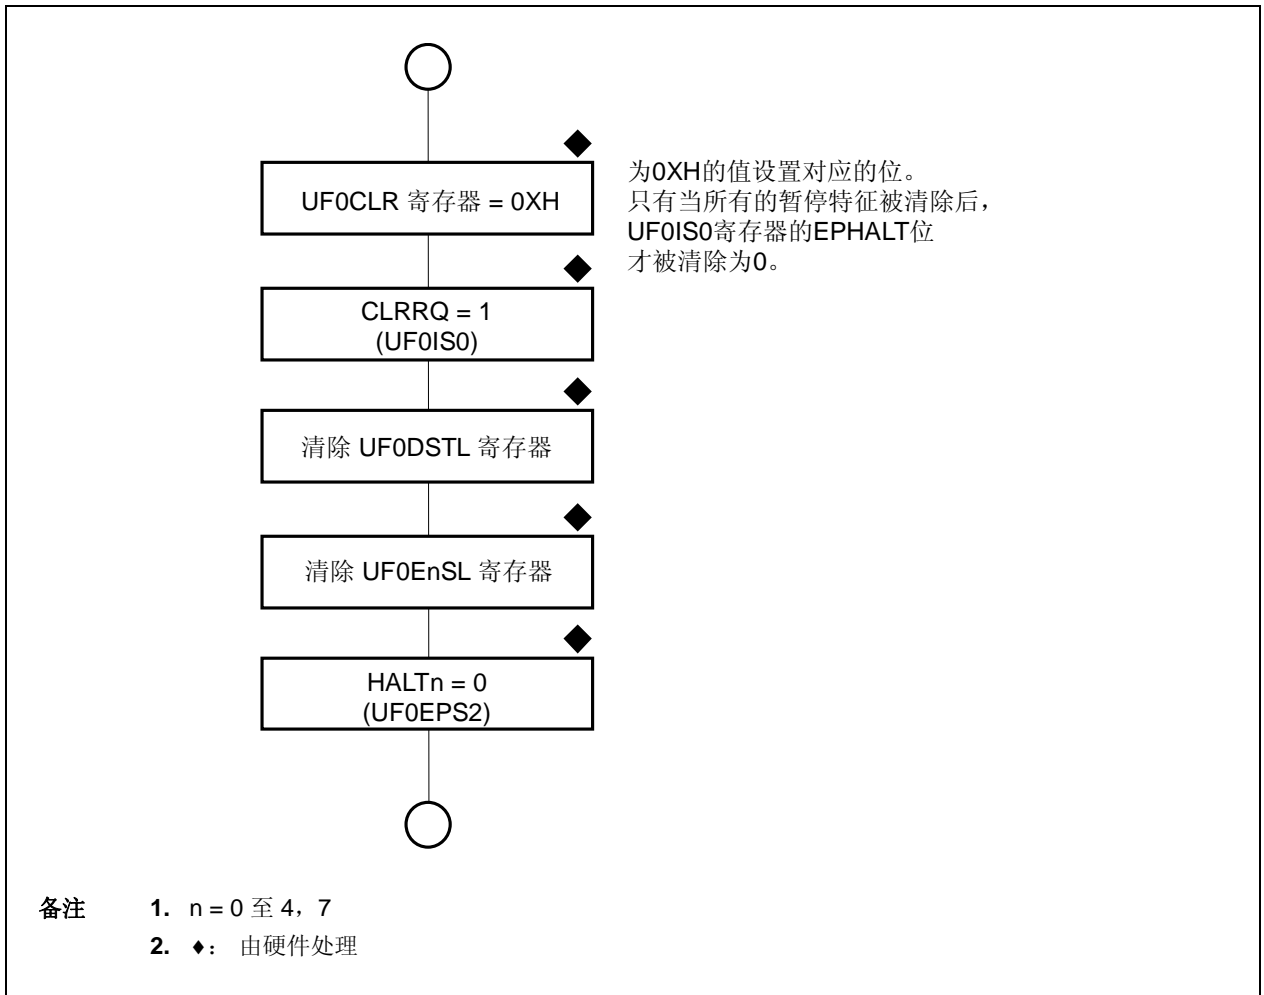 UF0CLR 寄存器 = 0XH
为0XH的值设置对应的位。
只有当所有的暂停特征被清除后，
UF0IS0寄存器的EPHALT位
才被清除为0。
CLRRQ = 1
(UF0IS0)
清除 UF0DSTL 寄存器
清除 UF0EnSL 寄存器
HALTn = 0
(UF0EPS2)
备注 1. n = 0 至 4，7
2. ♦： 由硬件处理